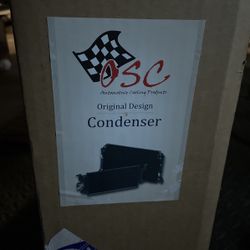 OSC
Automotive Cooling Products
Original Design
Condenser